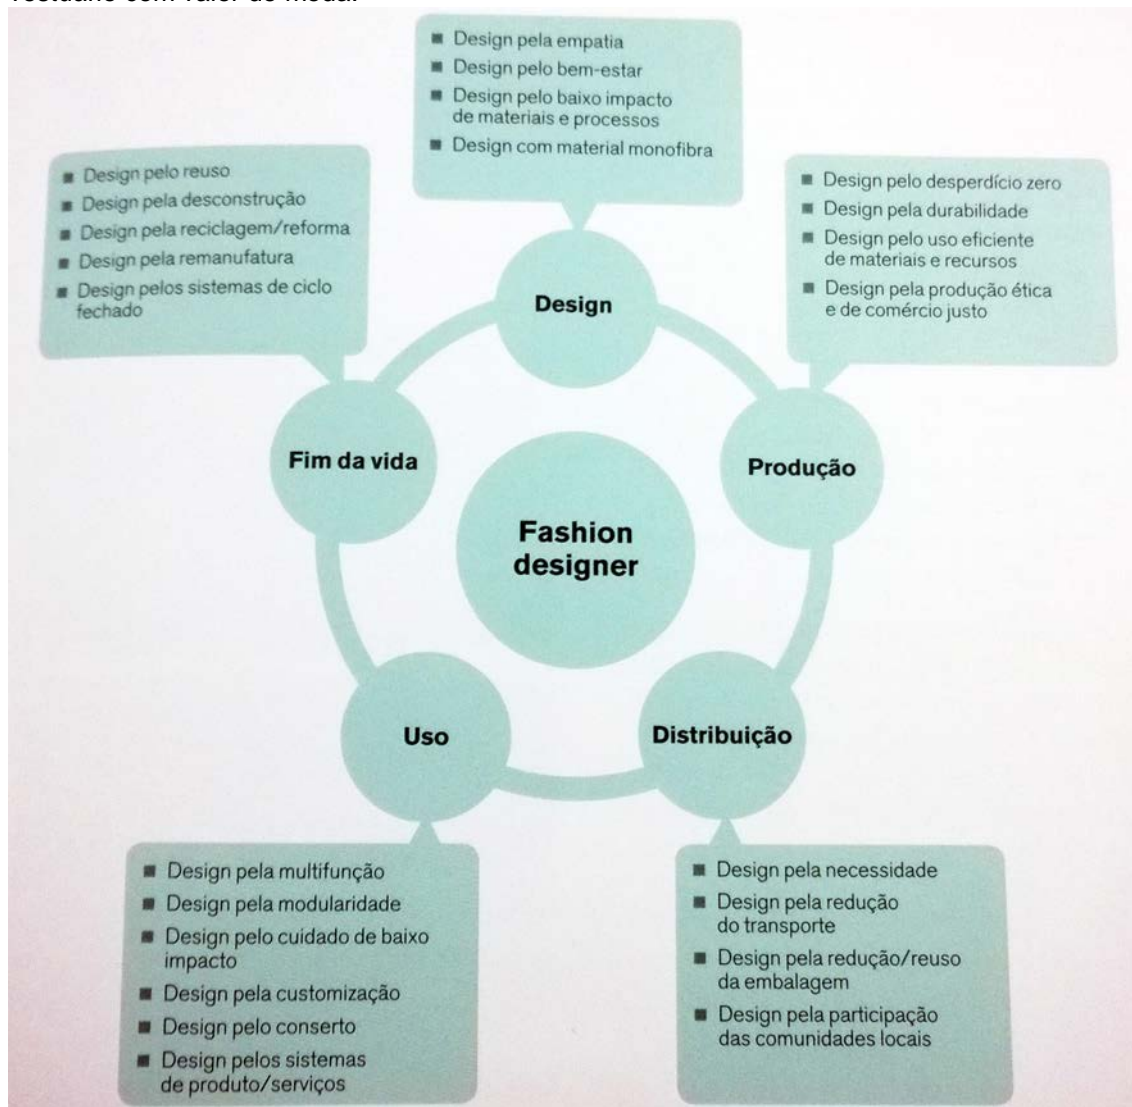 ■ Design pela empatia
■ Design pelo bem-estar
■ Design pelo baixo impacto
de materiais e processos
■ Design com material monofibra
■ Design pelo reuso
■ Design pela desconstrução
■ Design pela reciclagem/reforma
■ Design pela remanufatura
■ Design pelos sistemas de ciclo
fechado
■ Design pelo desperdício zero
■ Design pela durabilidade
■ Design pelo uso eficiente
de materiais e recursos
■ Design pela produção ética
e de comércio justo
Design
Fim da vida
Produção
Fashion
designer
Uso
Distribuição
■ Design pela multifunção
■ Design pela modularidade
■ Design pelo cuidado de baixo
impacto
■ Design pela customização
■ Design pelo conserto
■ Design pelos sistemas
de produto/serviços
■ Design pela necessidade
■ Design pela redução
do transporte
■ Design pela redução/reuso
da embalagem
■ Design pela participação
das comunidades locais